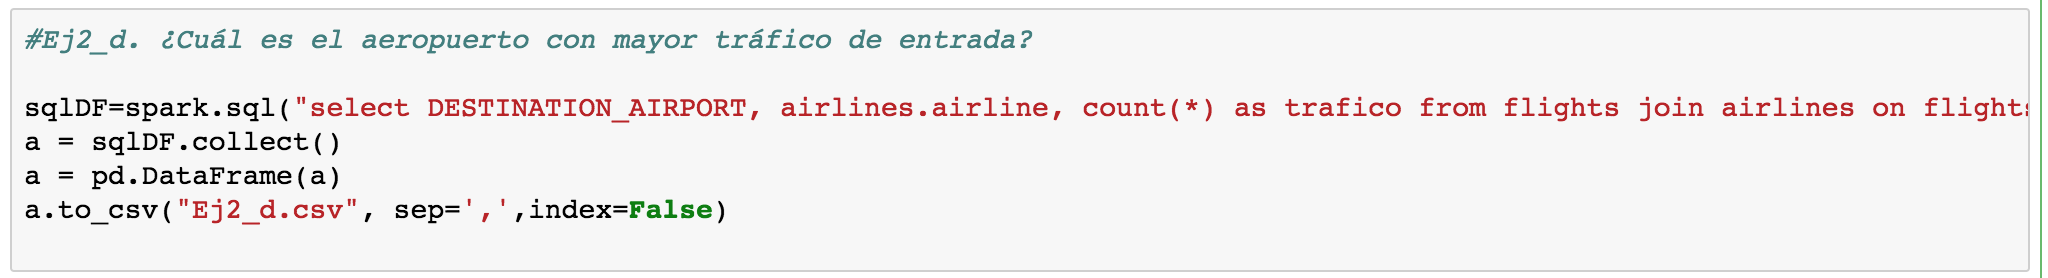 #Ej2_d. ¿Cuál es el aeropuerto con mayor tráfico de entrada?
sqlDF=spark.sql("select DESTINATION_AIRPORT, airlines.airline, count(*) as trafico from flights join airlines on flights
a = sqlDF.collect()
a = pd.DataFrame(a)
a.to_csv("Ej2_d.csv", sep=',',index=False)